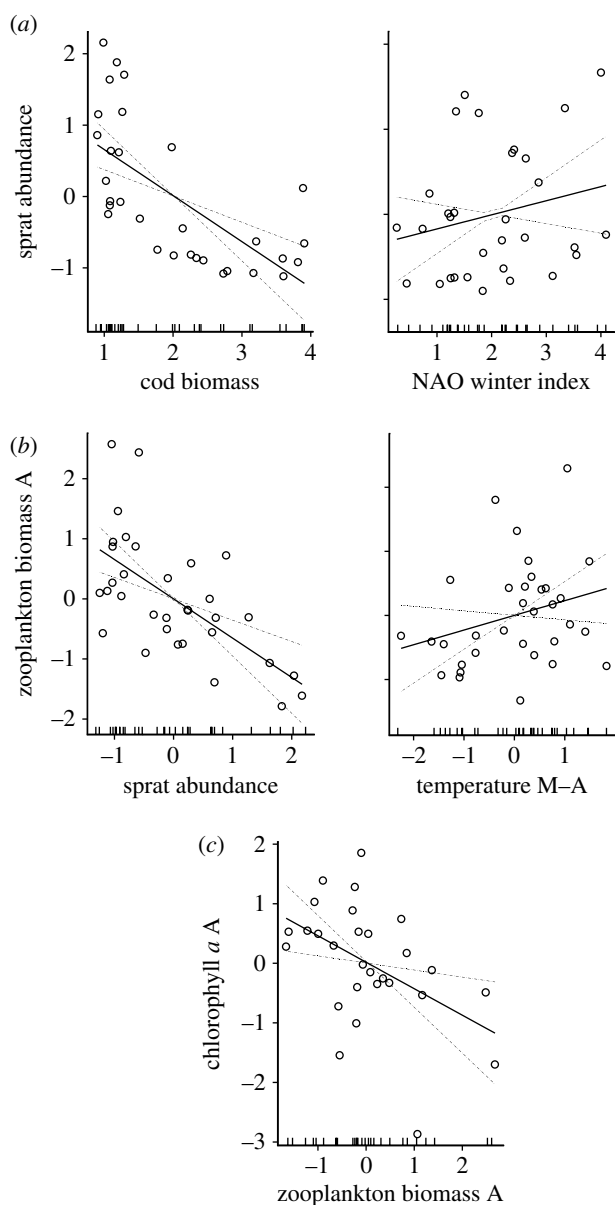 (a)
2
1
0
–1
sprat abundance
1 2 3 4
cod biomass
1 2 3 4
NAO winter index
(b)
2
1
0
–1
–2
zooplankton biomass A
–1 0 1 2
sprat abundance
–2 –1 0 1
temperature M–A
(c)
2
1
0
–1
–2
–3
chlorophyll a A
–1 0 1 2
zooplankton biomass A